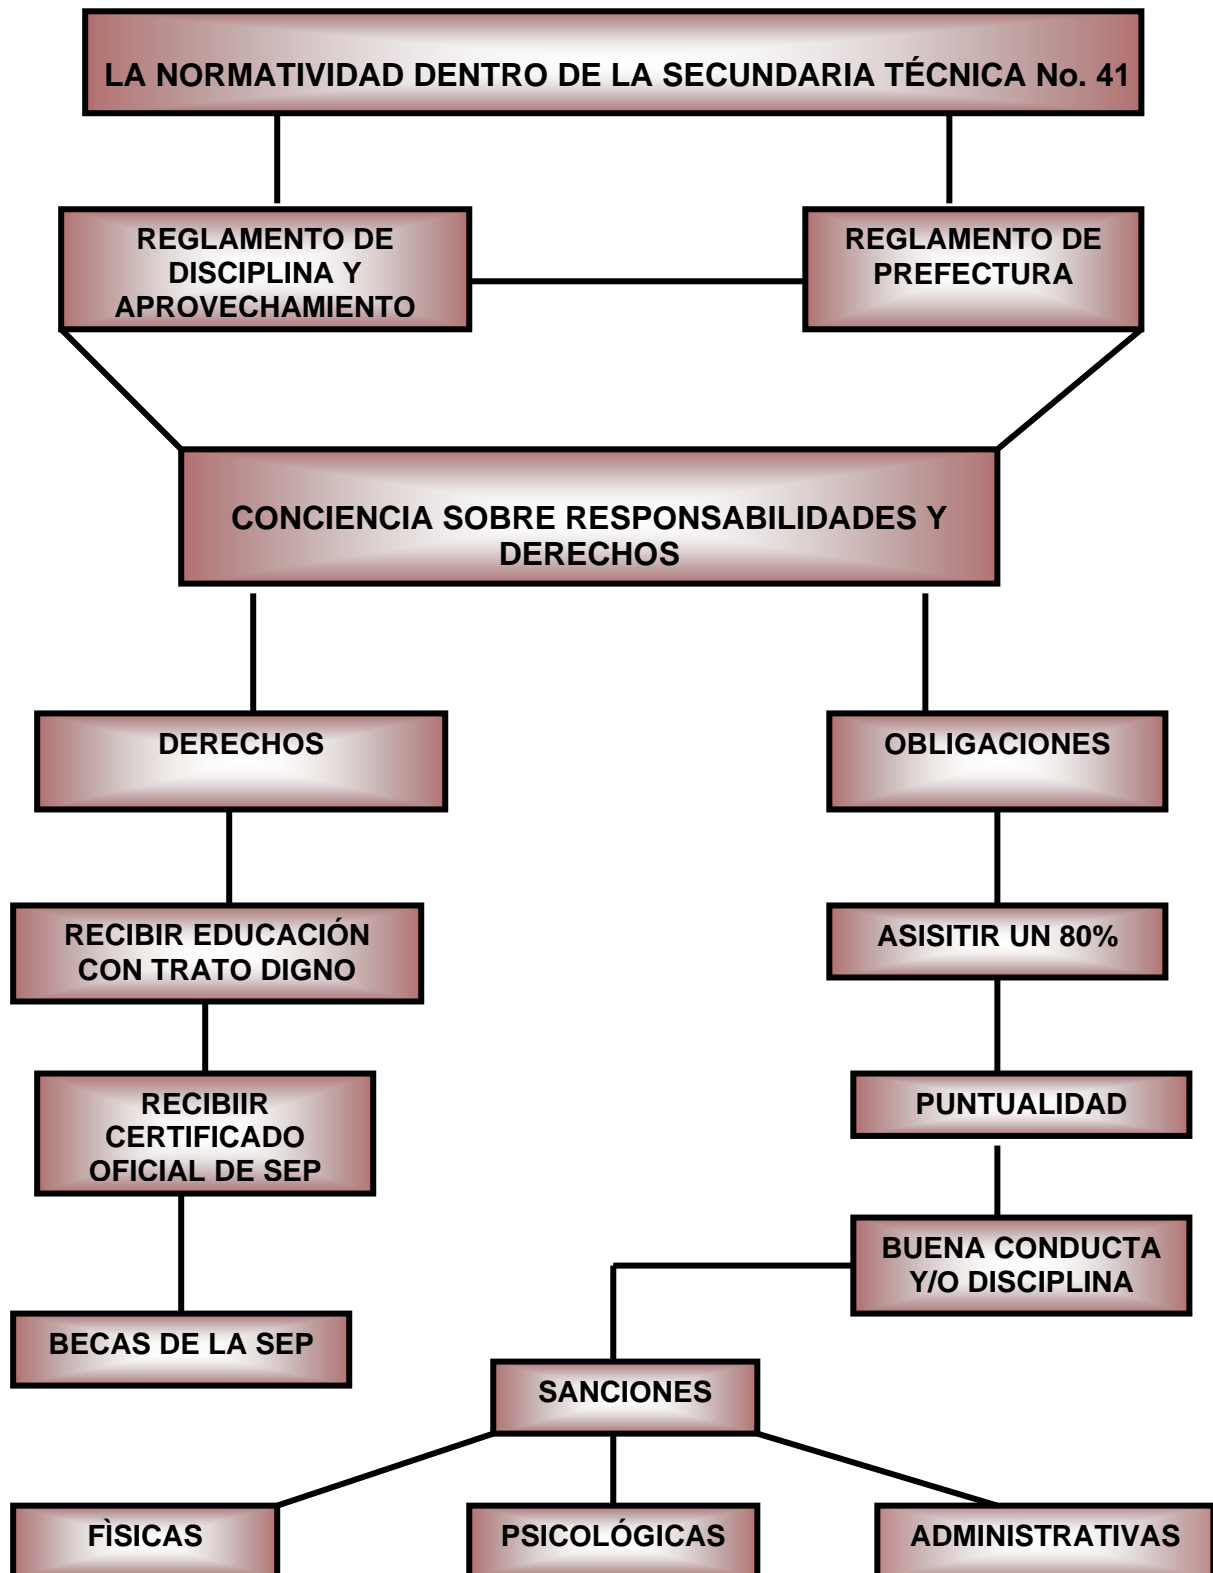 LA NORMATIVIDAD DENTRO DE LA SECUNDARIA TÉCNICA No. 41
REGLAMENTO DE
DISCIPLINA Y
APROVECHAMIENTO
REGLAMENTO DE
PREFECTURA
CONCIENCIA SOBRE RESPONSABILIDADES Y
DERECHOS
DERECHOS
OBLIGACIONES
RECIBIR EDUCACIÓN
CON TRATO DIGNO
ASISITIR UN 80%
RECIBIIR
CERTIFICADO
OFICIAL DE SEP
PUNTUALIDAD
BUENA CONDUCTA
Y/O DISCIPLINA
BECAS DE LA SEP
SANCIONES
FÌSICAS
PSICOLÓGICAS
ADMINISTRATIVAS